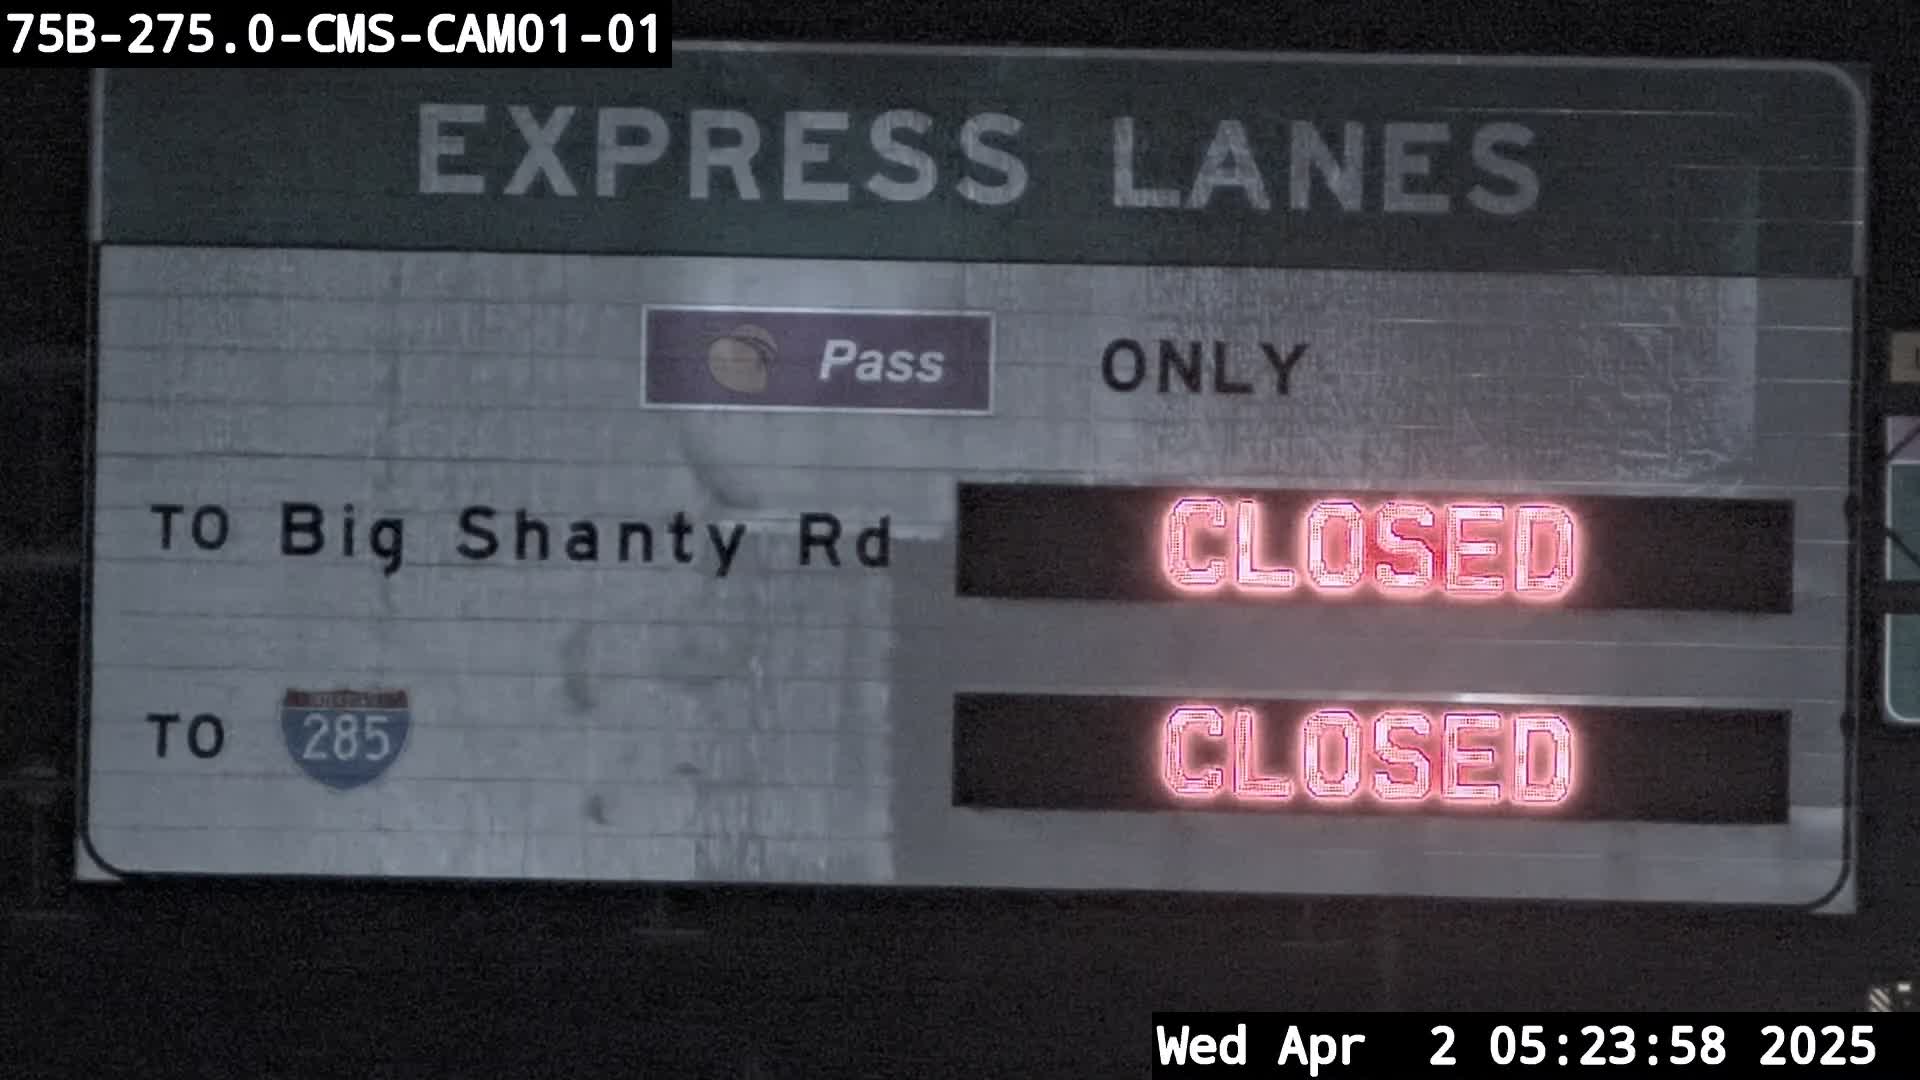 75B-275.0-CMS-CAM01-01
EXPRESS LANES
Pass ONLY
TO Big Shanty Rd CLOSED
TO 285 CLOSED
Wed Apr 2 05:23:58 2025